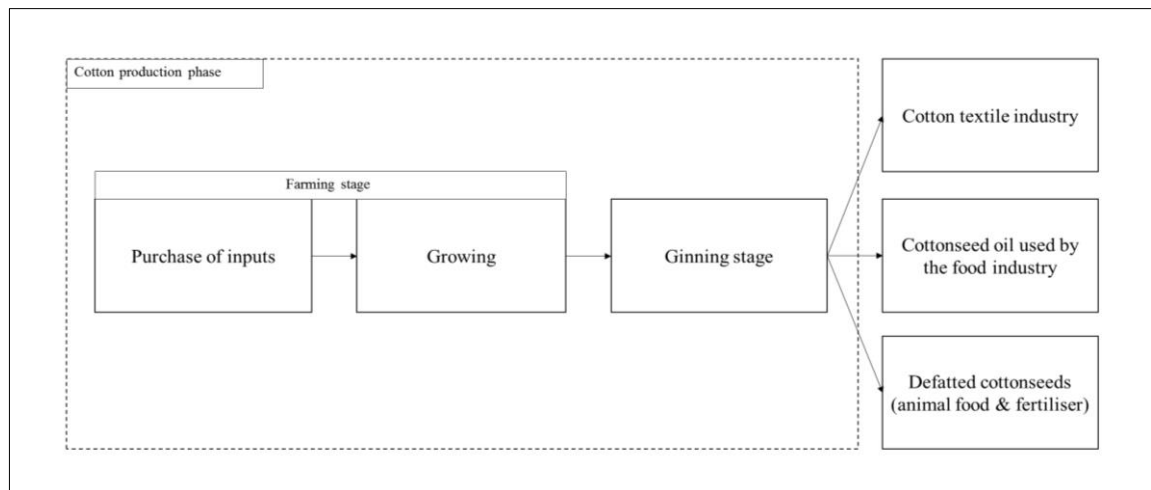 Cotton production phase
Farming stage
Purchase of inputs
Growing
Ginning stage
Cotton textile industry
Cottonseed oil used by
the food industry
Defatted cottonseeds
(animal food & fertiliser)